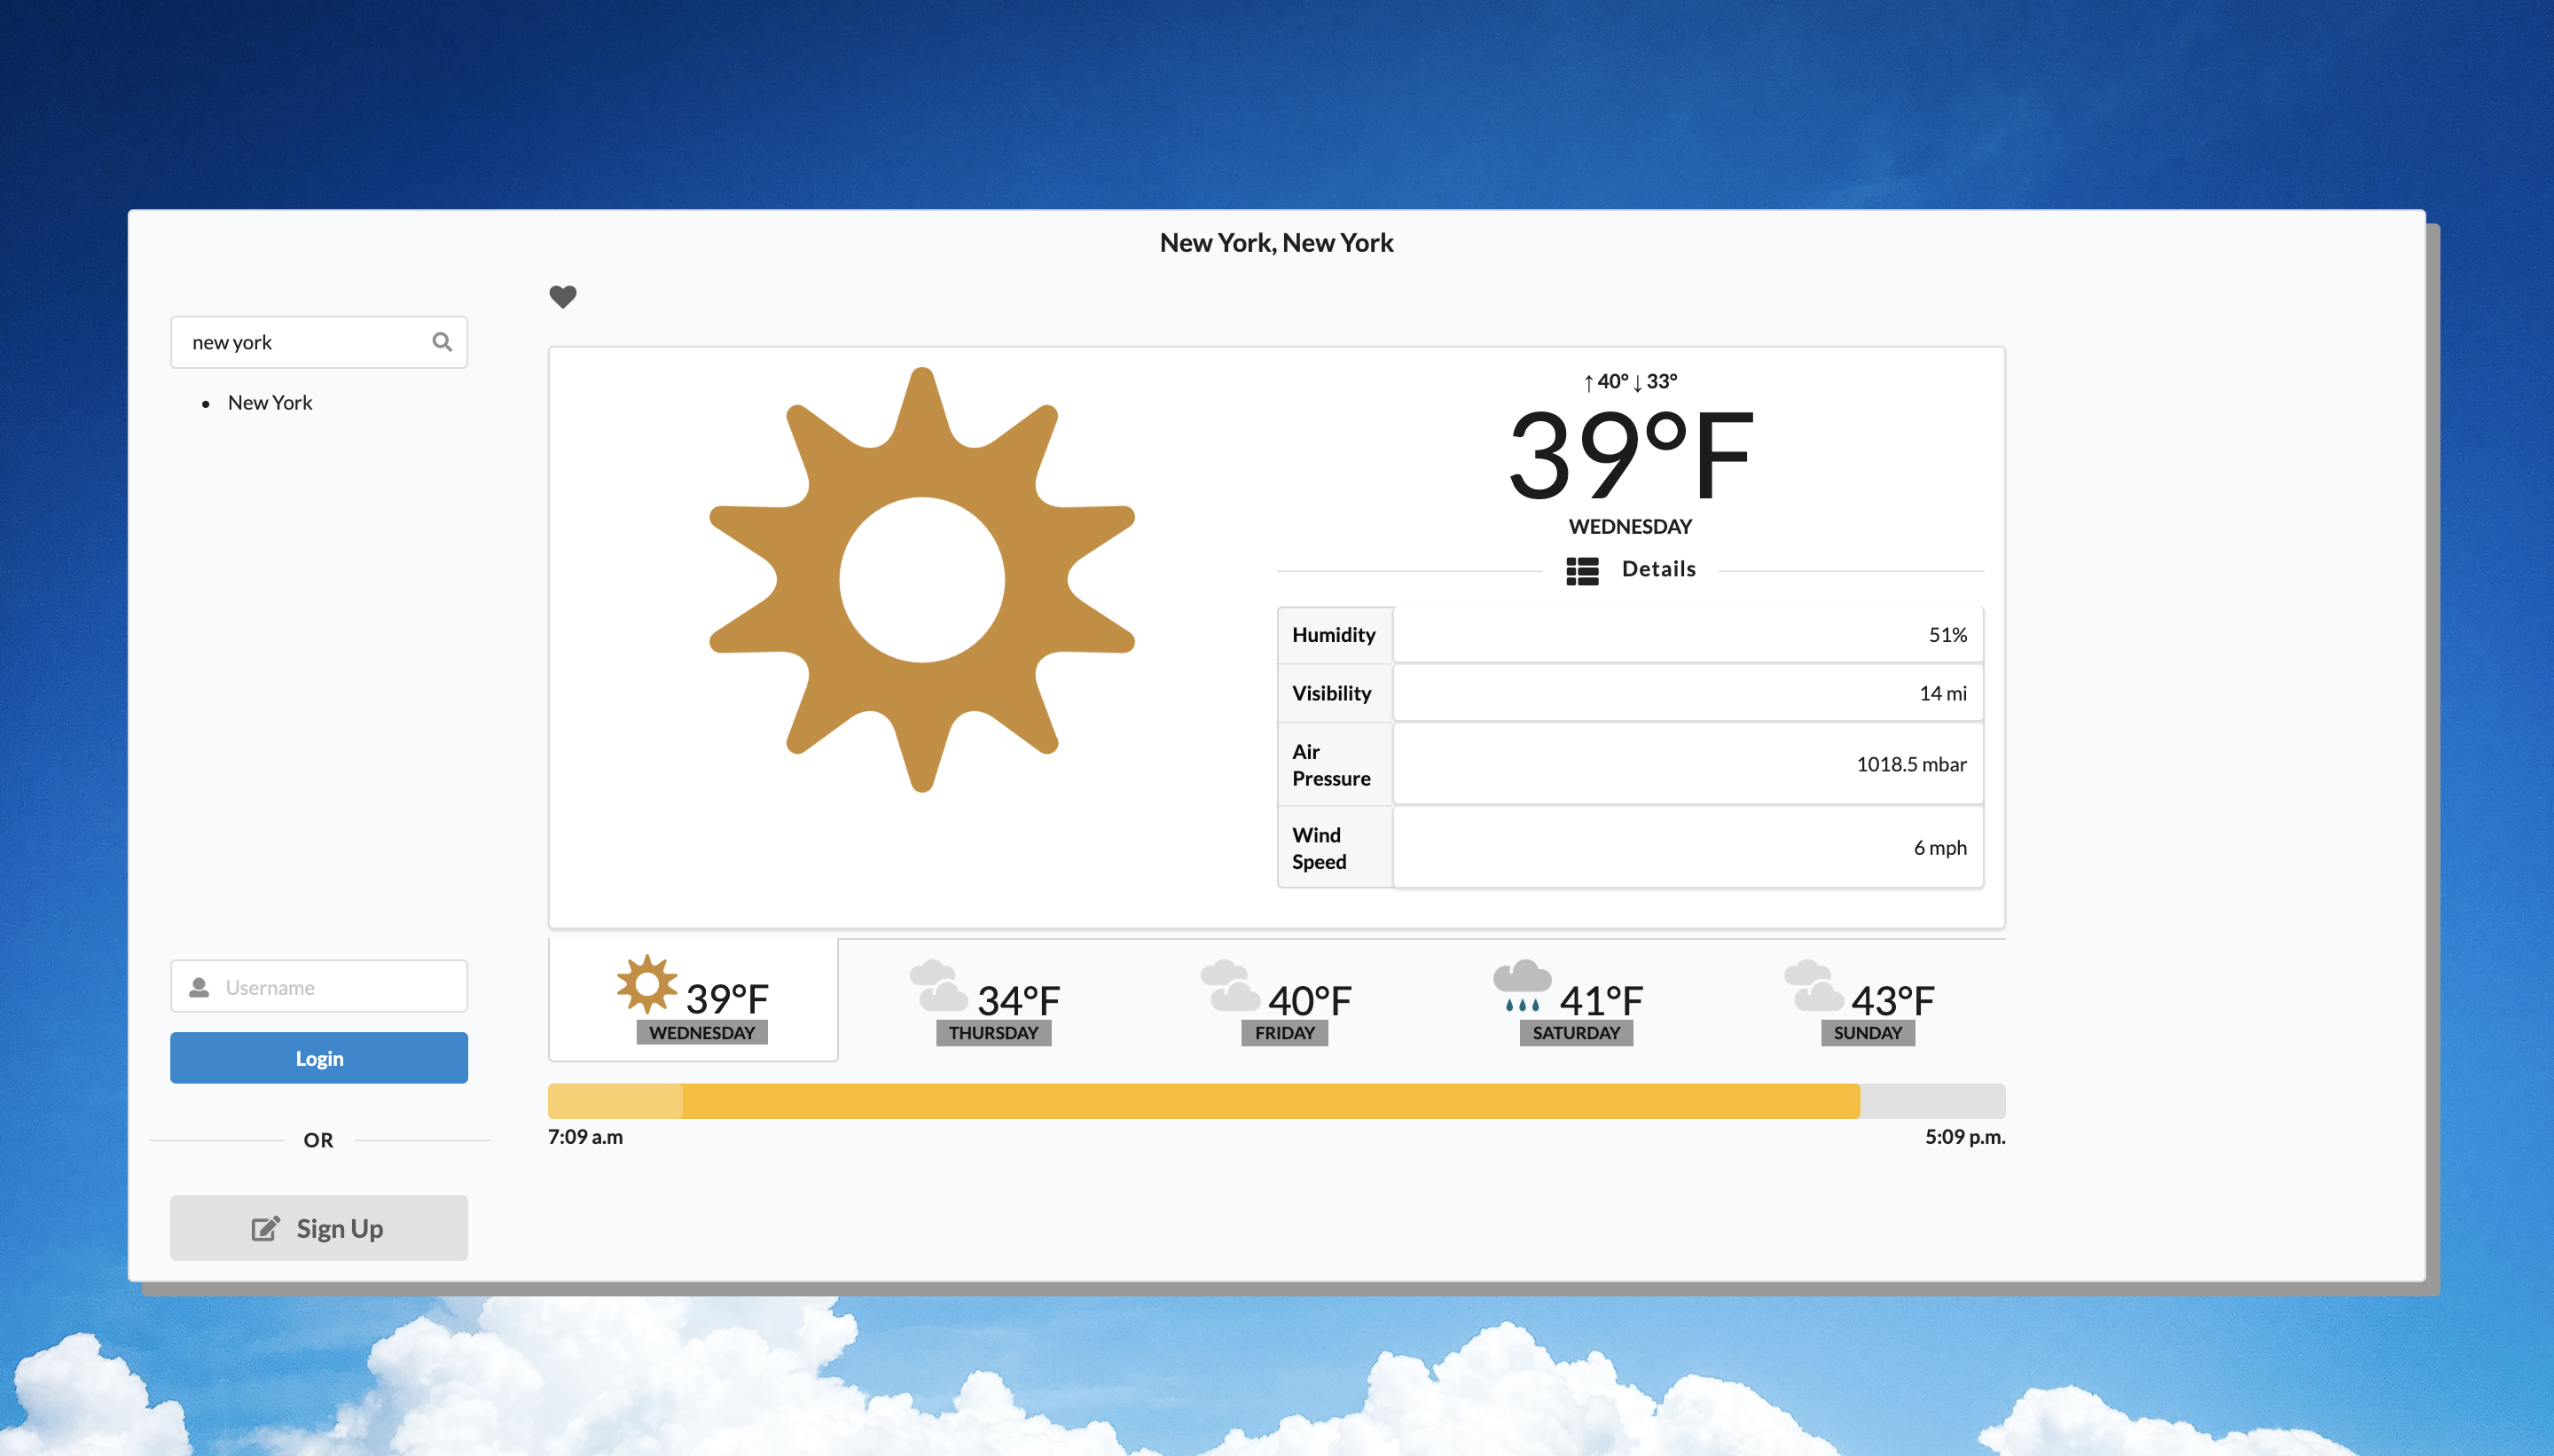 New York, New York
new york
• New York
↑40°↓33°
39°F
WEDNESDAY
Details
Humidity 51%
Visibility 14 mi
Air
Pressure
1018.5 mbar
Wind
Speed
6 mph
Username
Login
OR
Sign Up
39°F
WEDNESDAY
34°F
THURSDAY
40°F
FRIDAY
41°F
SATURDAY
43°F
SUNDAY
7:09 a.m
5:09 p.m.